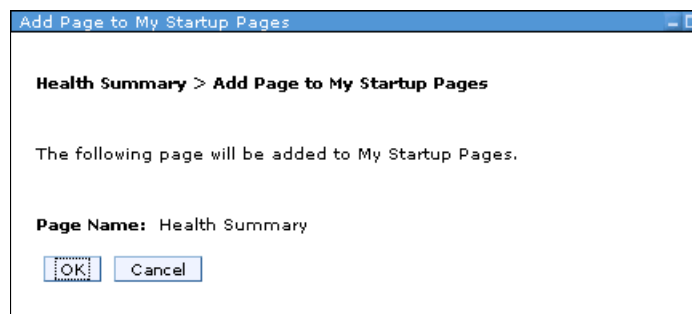 Add Page to My Startup Pages
Health Summary > Add Page to My Startup Pages
The following page will be added to My Startup Pages.
Page Name: Health Summary
OK Cancel